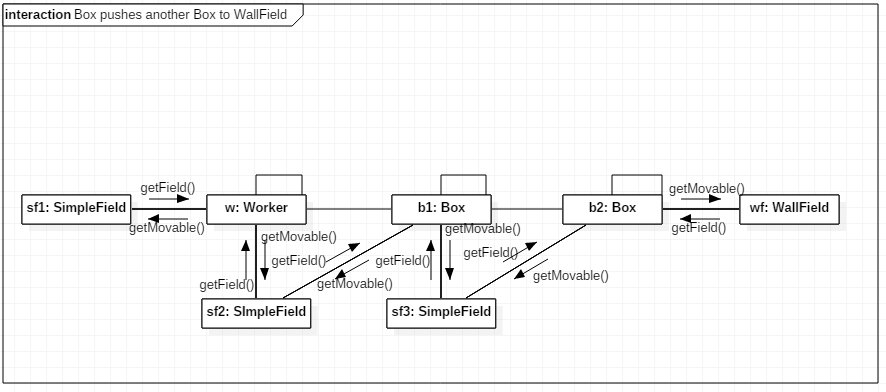 interaction Box pushes another Box to WallField
getField()
getMovable()
sf1: SimpleField
w: Worker
b1: Box
b2: Box
wf: WallField
getMovable()
getMovable()
getField()
getMovable()
getField()
getField()
getField()
getMovable()
getField()
getMovable()
sf2: SImpleField
sf3: SimpleField